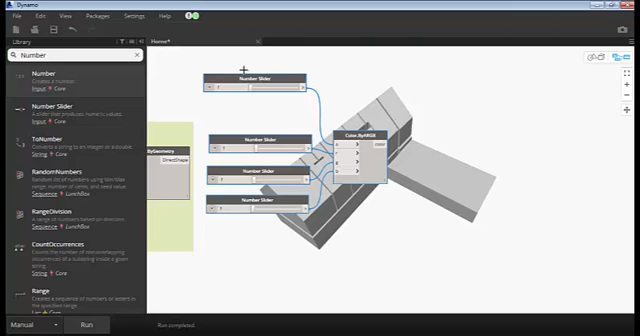 Dynamo
File Edit View Packages Settings Help
Library
Home*
Number
Number
Creates a number.
Input Core
Number Slider
A slider that produces numeric values.
Input Core
ToNumber
String Core
RandomNumbers
Sequence LunchBox
RangeDivision
Sequence LunchBox
CountOccurrences
String Core
Range
Creates a sequence of numbers or letters
in the specified range.
Number Slider
Number Slider
Number Slider
Number Slider
Color.ByARGB
color
ByGeometry
DirectShape
Manual
Run
Run completed.